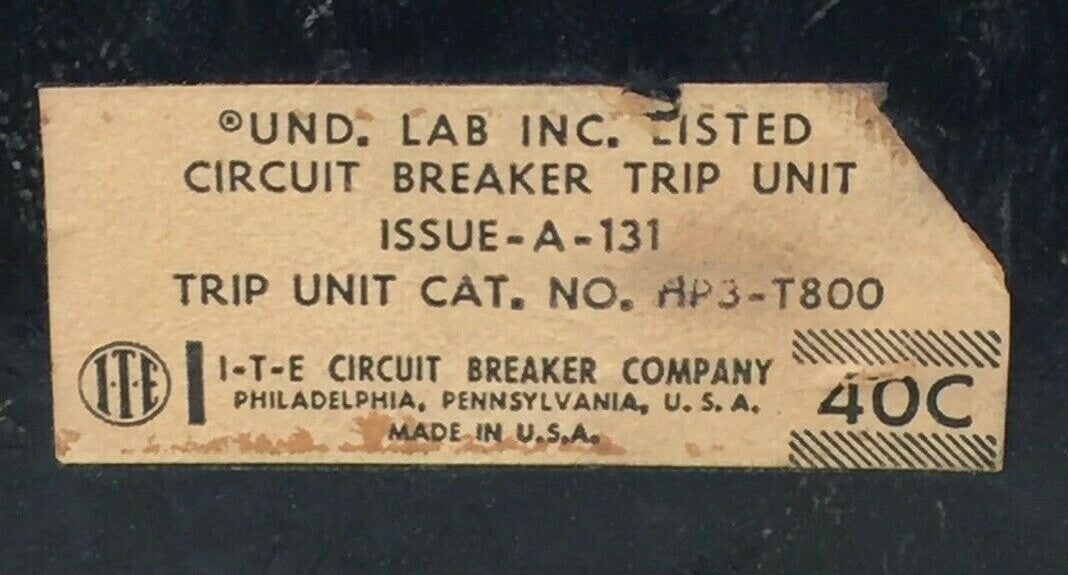 ®UND. LAB INC. LISTED
CIRCUIT BREAKER TRIP UNIT
ISSUE-A-131
TRIP UNIT CAT. NO. HP3-T800
I-T-E
I-T-E CIRCUIT BREAKER COMPANY
PHILADELPHIA, PENNSYLVANIA, U.S.A.
MADE IN U.S.A.
40C